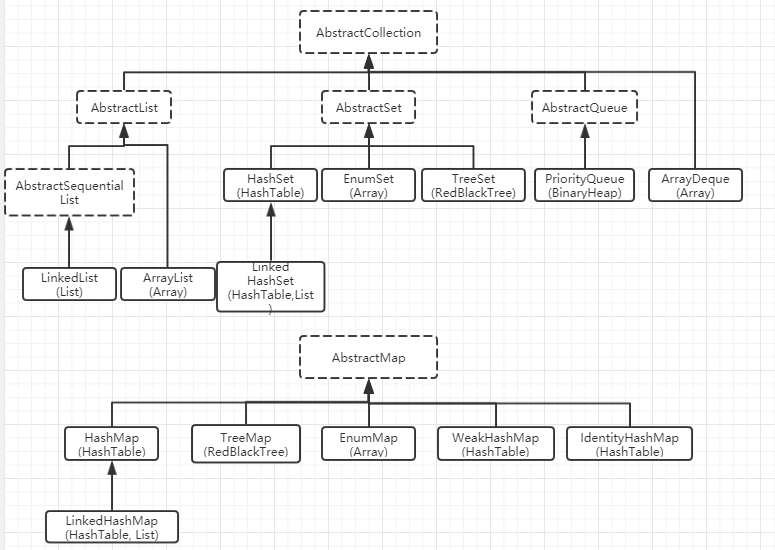 AbstractCollection
AbstractList
AbstractSet
AbstractQueue
AbstractSequential
List
HashSet
(HashTable)
EnumSet
(Array)
TreeSet
(RedBlackTree)
PriorityQueue
(BinaryHeap)
ArrayDeque
(Array)
LinkedList
(List)
ArrayList
(Array)
Linked
HashSet
(HashTable,List
)
AbstractMap
HashMap
(HashTable)
TreeMap
(RedBlackTree)
EnumMap
(Array)
WeakHashMap
(HashTable)
IdentityHashMap
(HashTable)
LinkedHashMap
(HashTable, List)